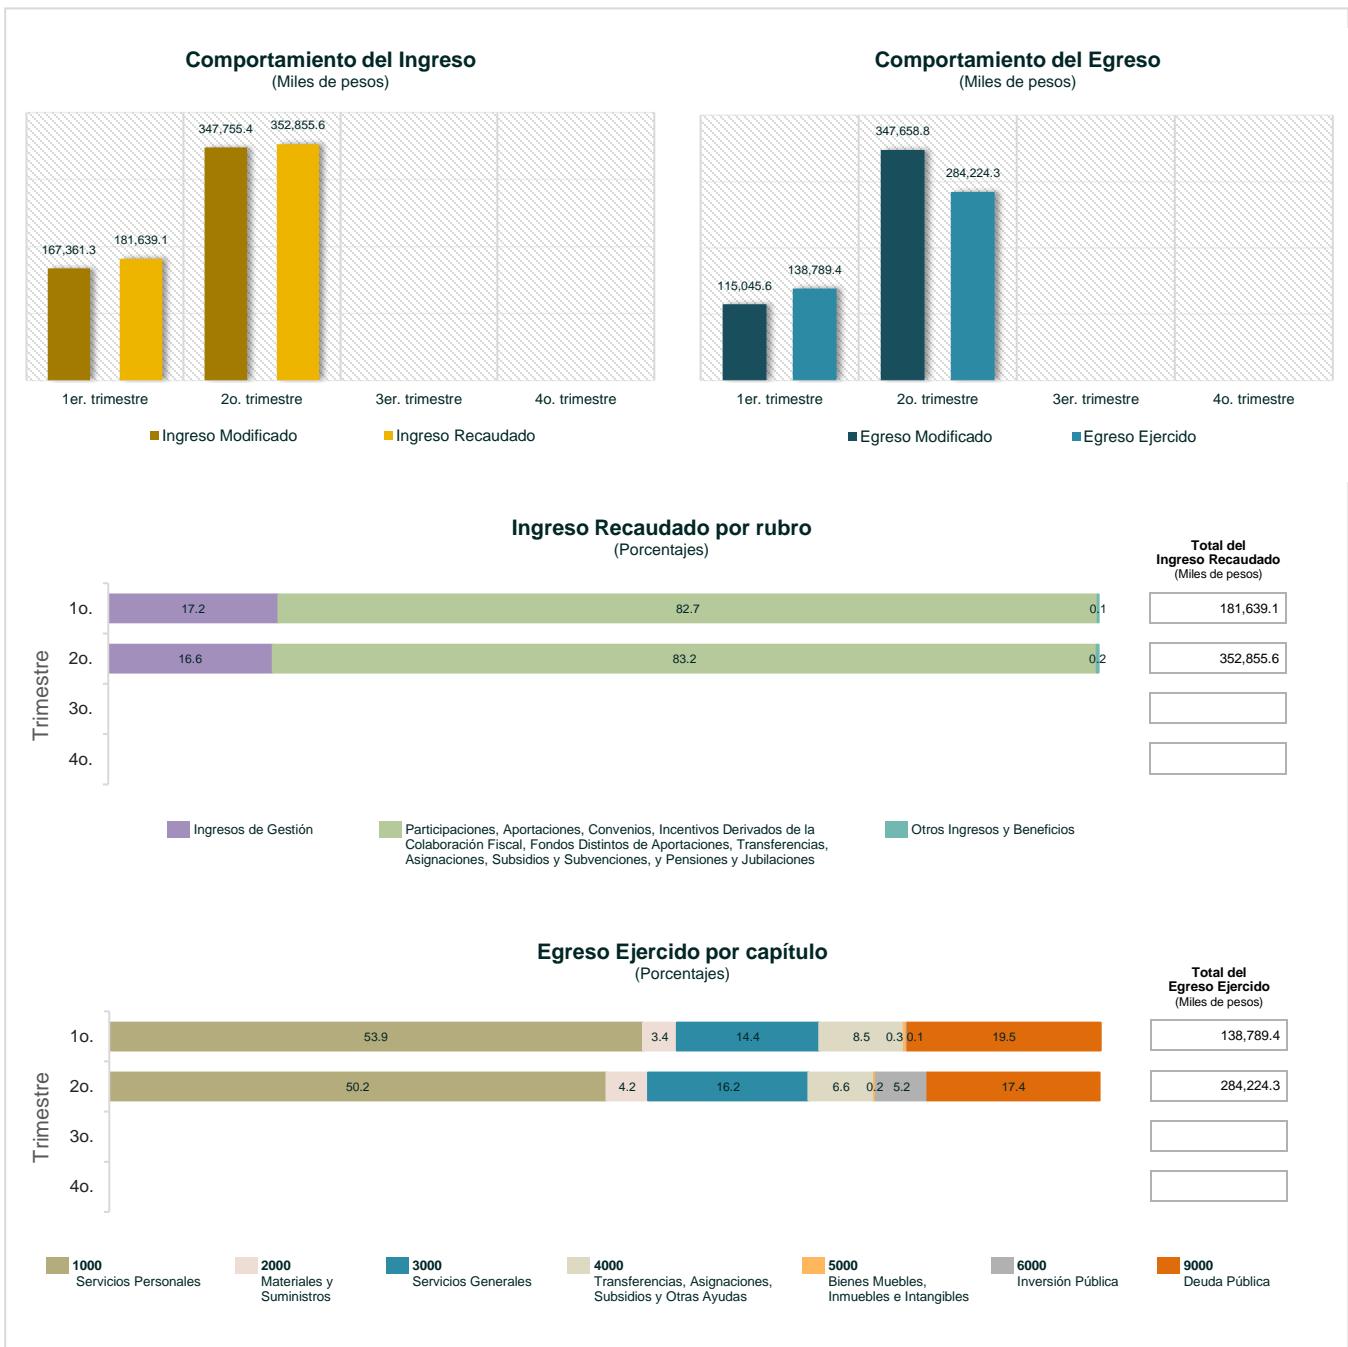 Comportamiento del Ingreso
(Miles de pesos)
347,755.4
352,855.6
167,361.3
181,639.1
1er. trimestre
2o. trimestre
3er. trimestre
4o. trimestre
Ingreso Modificado
Ingreso Recaudado
Comportamiento del Egreso
(Miles de pesos)
347,658.8
284,224.3
115,045.6
138,789.4
1er. trimestre
2o. trimestre
3er. trimestre
4o. trimestre
Egreso Modificado
Egreso Ejercido
Ingreso Recaudado por rubro
(Porcentajes)
Total del
Ingreso Recaudado
(Miles de pesos)
Trimestre
1o.
17.2
82.7
0.1
181,639.1
2o.
16.6
83.2
0.2
352,855.6
3o.
4o.
Ingresos de Gestión
Participaciones, Aportaciones, Convenios, Incentivos Derivados de la
Colaboración Fiscal, Fondos Distintos de Aportaciones, Transferencias,
Asignaciones, Subsidios y Subvenciones, y Pensiones y Jubilaciones
Otros Ingresos y Beneficios
Egreso Ejercido por capítulo
(Porcentajes)
Total del
Egreso Ejercido
(Miles de pesos)
Trimestre
1o.
53.9
3.4
14.4
8.5
0.3
0.1
19.5
138,789.4
2o.
50.2
4.2
16.2
6.6
0.2
5.2
17.4
284,224.3
3o.
4o.
1000
Servicios Personales
2000
Materiales y
Suministros
3000
Servicios Generales
4000
Transferencias, Asignaciones,
Subsidios y Otras Ayudas
5000
Bienes Muebles,
Inmuebles e Intangibles
6000
Inversión Pública
9000
Deuda Pública